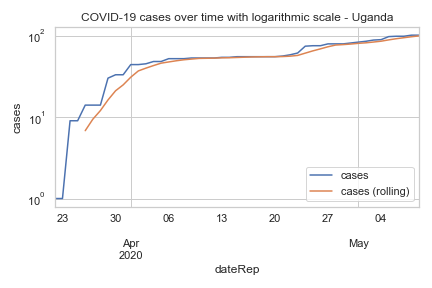 COVID-19 cases over time with logarithmic scale - Uganda
cases
10²
10¹
10⁰
cases
cases (rolling)
23 30 06 13 20 27 04
Apr May
2020
dateRep